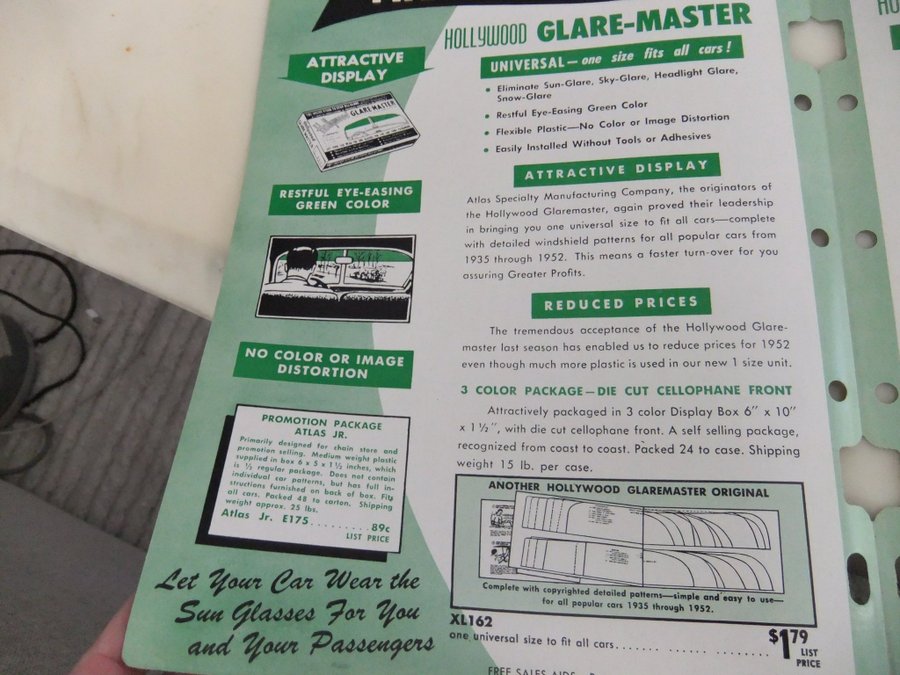 HOLLYWOOD GLARE-MASTER
UNIVERSAL—one size fits all cars!
• Eliminate Sun-Glare, Sky-Glare, Headlight Glare,
Snow-Glare
• Restful Eye-Easing Green Color
• Flexible Plastic—No Color or Image Distortion
• Easily Installed Without Tools or Adhesives
ATTRACTIVE DISPLAY
Atlas Specialty Manufacturing Company, the originators of
the Hollywood Glaremaster, again proved their leadership
in bringing you one universal size to fit all cars—complete
with detailed windshield patterns for all popular cars from
1935 through 1952. This means a faster turn-over for you
assuring Greater Profits.
REDUCED PRICES
The tremendous acceptance of the Hollywood Glare-
master last season has enabled us to reduce prices for 1952
even though much more plastic is used in our new 1 size unit.
3 COLOR PACKAGE—DIE CUT CELLOPHANE FRONT
Attractively packaged in 3 color Display Box 6" x 10"
x 1½", with die cut cellophane front. A self selling package,
recognized from coast to coast. Packed 24 to case. Shipping
weight 15 lb. per case.
ANOTHER HOLLYWOOD GLAREMASTER ORIGINAL
Complete with copyrighted detailed patterns—simple and easy to use—
for all popular cars 1935 through 1952.
XL162
one universal size to fit all cars...... ... ......... $1.79
LIST
PRICE
FREE SALES AIDS
ATTRACTIVE
DISPLAY
GLARE MASTER
RESTFUL EYE-EASING
GREEN COLOR
NO COLOR OR IMAGE
DISTORTION
PROMOTION PACKAGE
ATLAS JR.
Primarily designed for chain store and
promotion selling. Medium weight plastic
supplied in box 6 x 5 x 1½ inches, which
is ½ regular package. Does not contain
individual car patterns, but has full in-
structions furnished on back of box. Fits
all cars. Packed 48 to carton. Shipping
weight approx. 25 lbs.
Atlas Jr. E175.........89c
LIST PRICE
Let Your Car Wear the
Sun Glasses For You
and Your Passengers